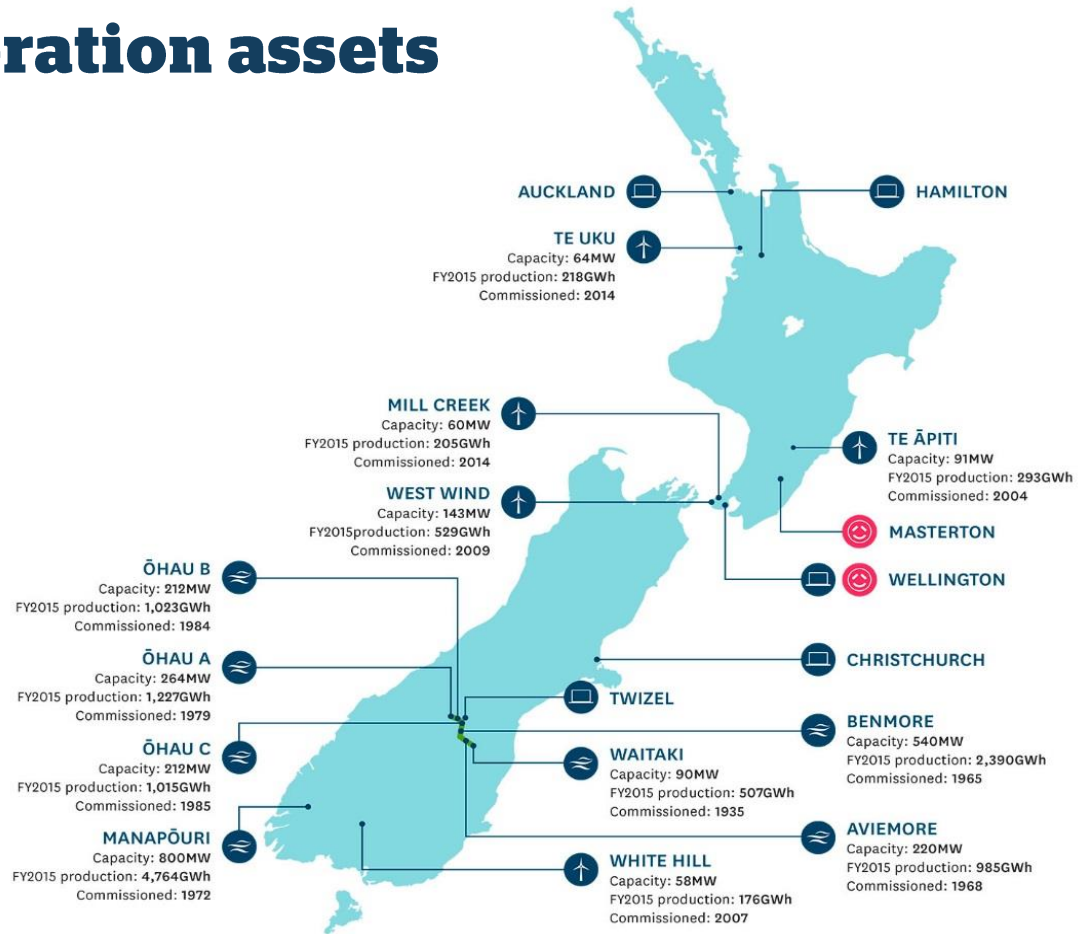 ration assets
AUCKLAND
HAMILTON
TE UKU
Capacity: 64MW
FY2015 production: 218GWh
Commissioned: 2014
MILL CREEK
Capacity: 60MW
FY2015 production: 205GWh
Commissioned: 2014
TE ĀPITI
Capacity: 91MW
FY2015 production: 293GWh
Commissioned: 2004
WEST WIND
Capacity: 143MW
FY2015production: 529GWh
Commissioned: 2009
MASTERTON
WELLINGTON
ŌHAU B
Capacity: 212MW
FY2015 production: 1,023GWh
Commissioned: 1984
ŌHAU A
Capacity: 264MW
FY2015 production: 1,227GWh
Commissioned: 1979
CHRISTCHURCH
TWIZEL
BENMORE
Capacity: 540MW
FY2015 production: 2,390GWh
Commissioned: 1965
ŌHAU C
Capacity: 212MW
FY2015 production: 1,015GWh
Commissioned: 1985
WAITAKI
Capacity: 90MW
FY2015 production: 507GWh
Commissioned: 1935
MANAPŌURI
Capacity: 800MW
FY2015 production: 4,764GWh
Commissioned: 1972
AVIEMORE
Capacity: 220MW
FY2015 production: 985GWh
Commissioned: 1968
WHITE HILL
Capacity: 58MW
FY2015 production: 176GWh
Commissioned: 2007